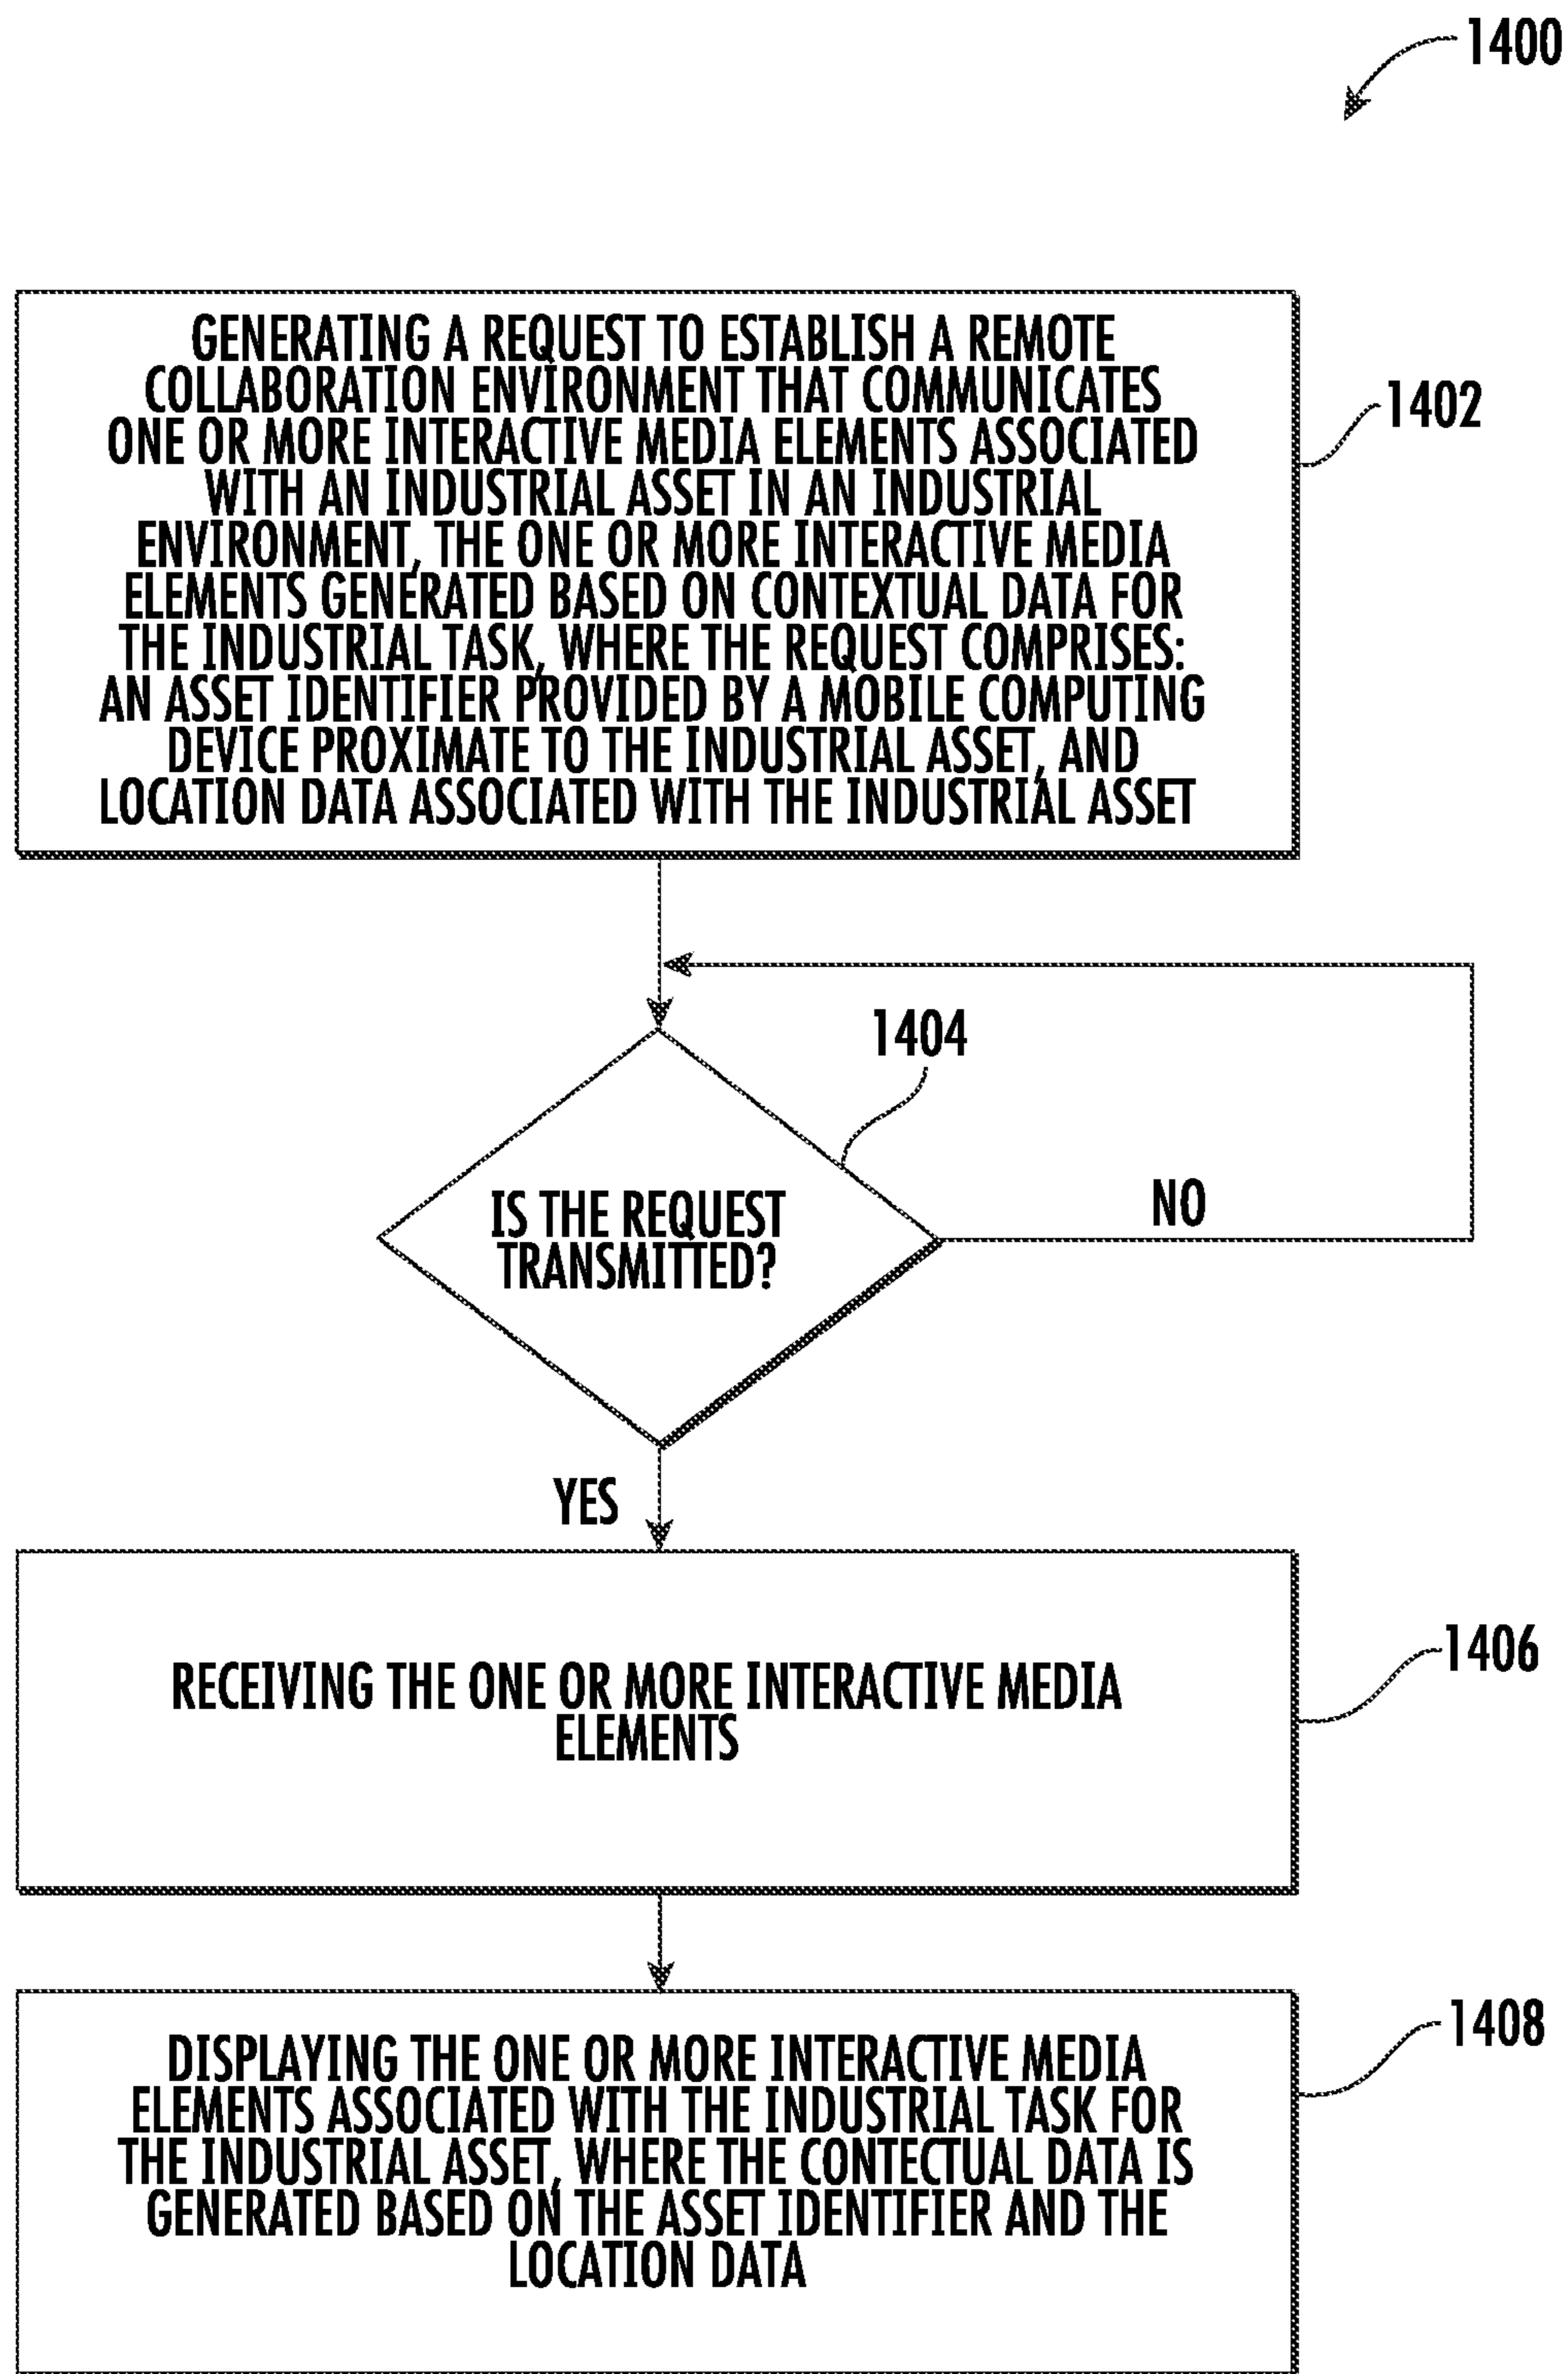 1400
GENERATING A REQUEST TO ESTABLISH A REMOTE
COLLABORATION ENVIRONMENT THAT COMMUNICATES
ONE OR MORE INTERACTIVE MEDIA ELEMENTS ASSOCIATED
WITH AN INDUSTRIAL ASSET IN AN INDUSTRIAL
ENVIRONMENT, THE ONE OR MORE INTERACTIVE MEDIA
ELEMENTS GENERATED BASED ON CONTEXTUAL DATA FOR
THE INDUSTRIAL TASK, WHERE THE REQUEST COMPRISES:
AN ASSET IDENTIFIER PROVIDED BY A MOBILE COMPUTING
DEVICE PROXIMATE TO THE INDUSTRIAL ASSET, AND
LOCATION DATA ASSOCIATED WITH THE INDUSTRIAL ASSET
1402
1404
IS THE REQUEST
TRANSMITTED?
NO
YES
RECEIVING THE ONE OR MORE INTERACTIVE MEDIA
ELEMENTS
1406
DISPLAYING THE ONE OR MORE INTERACTIVE MEDIA
ELEMENTS ASSOCIATED WITH THE INDUSTRIAL TASK FOR
THE INDUSTRIAL ASSET, WHERE THE CONTECTUAL DATA IS
GENERATED BASED ON THE ASSET IDENTIFIER AND THE
LOCATION DATA
1408